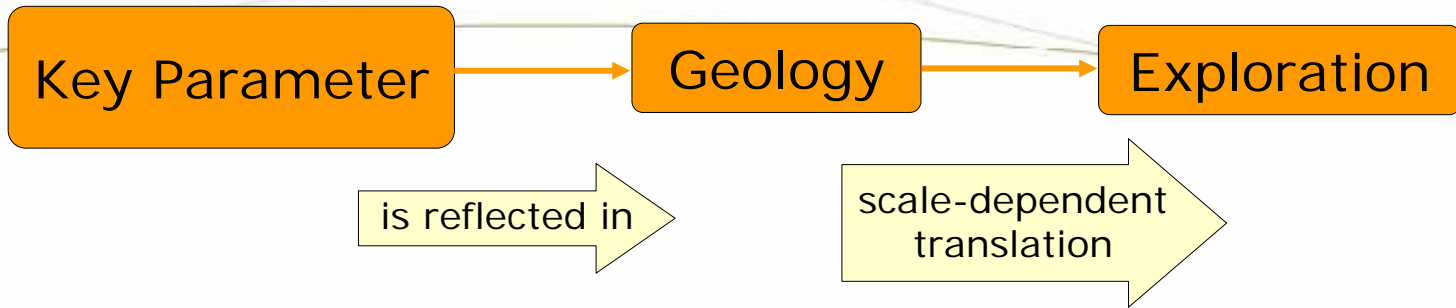 Key Parameter
Geology
Exploration
is reflected in
scale-dependent
translation